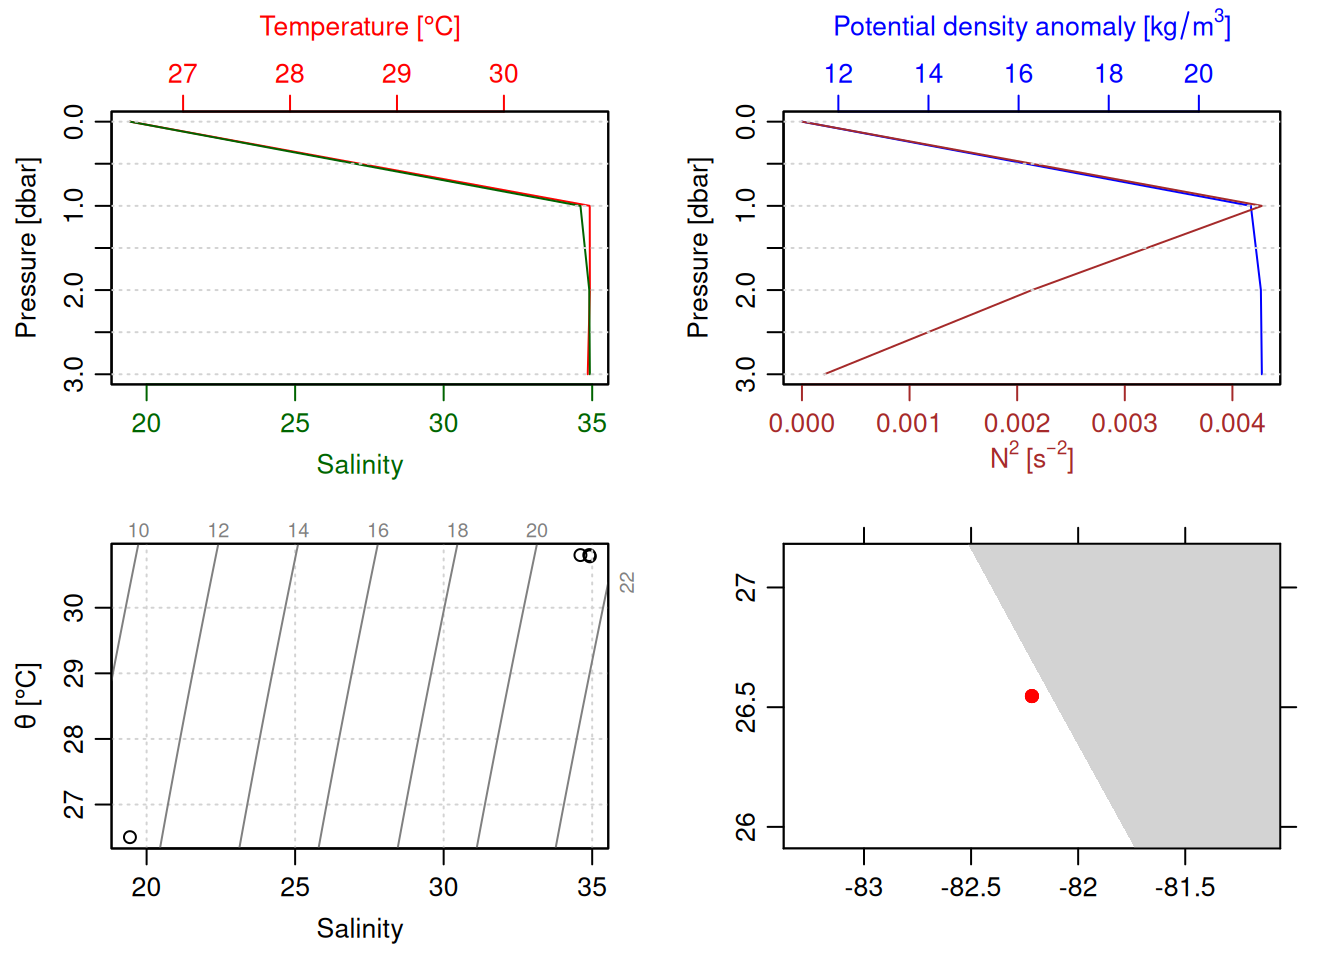 Temperature [°C]
27 28 29 30
Pressure [dbar]
0.0 1.0 2.0 3.0
20 25 30 35
Salinity
Potential density anomaly [kg/m³]
12 14 16 18 20
Pressure [dbar]
0.0 1.0 2.0 3.0
0.000 0.001 0.002 0.003 0.004
N² [s⁻²]
10 12 14 16 18 20
22
θ [°C]
30 29 28 27
20 25 30 35
Salinity
27 26.5 26
-83 -82.5 -82 -81.5